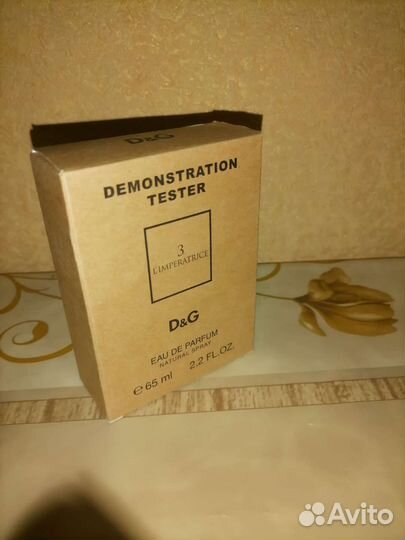 D&G
DEMONSTRATION
TESTER
3
L'IMPERATRICE
D&G
EAU DE PARFUM
NATURAL SPRAY
e 65 ml 2.2 FL.OZ.
Avito